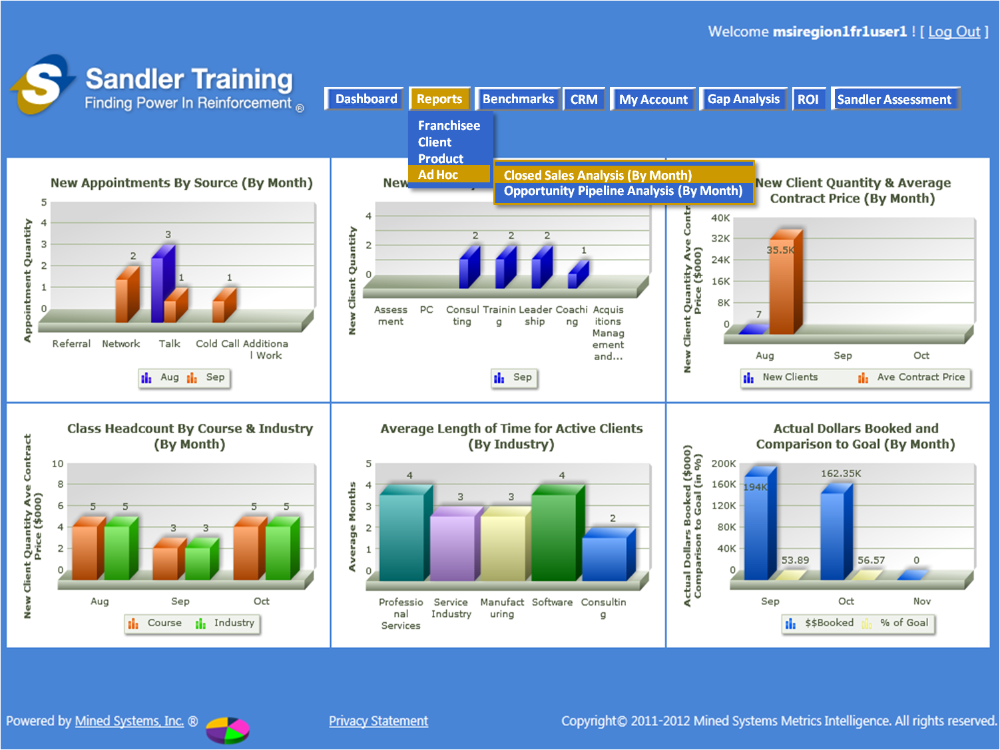 Welcome msiregion1fr1user1 ! [ Log Out ]
S
Sandler Training
Finding Power In Reinforcement ®
Dashboard
Reports
Benchmarks
CRM
My Account
Gap Analysis
ROI
Sandler Assessment
Franchisee
Client
Product
Ad Hoc
Closed Sales Analysis (By Month)
Opportunity Pipeline Analysis (By Month)
New Appointments By Source (By Month)
Appointment Quantity
5
4
3
2
1
0
2
3
1
1
Referral
Network
Talk
Cold Call
Additiona
l Work
Aug
Sep
New
New Client Quantity
4
2
0
2
2
2
1
Assess
ment
PC
Consul
ting
Trainin
g
Leader
ship
Coachi
ng
Acquis
itions
Manag
ement
and...
Sep
New Client Quantity & Average
Contract Price (By Month)
New Client Quantity Ave Contr
Price ($000)
40K
32K
24K
16K
8K
0
7
35.5K
Aug
Sep
Oct
New Clients
Ave Contract Price
Class Headcount By Course & Industry
(By Month)
New Client Quantity Ave Contract
Price ($000)
10
8
6
4
2
0
5
5
3
3
5
5
Aug
Sep
Oct
Course
Industry
Average Length of Time for Active Clients
(By Industry)
Average Months
5
4
3
2
1
0
4
3
3
4
2
Professio
nal
Services
Service
Industry
Manufact
uring
Software
Consultin
g
Actual Dollars Booked and
Comparison to Goal (By Month)
Actual Dollars Booked ($000)
Comparison to Goal (in %)
200K
160K
120K
80K
40K
0
194K
53.89
162.35K
56.57
0
Sep
Oct
Nov
$$Booked
% of Goal
Powered by Mined Systems, Inc. ®
Privacy Statement
Copyright© 2011-2012 Mined Systems Metrics Intelligence. All rights reserved.